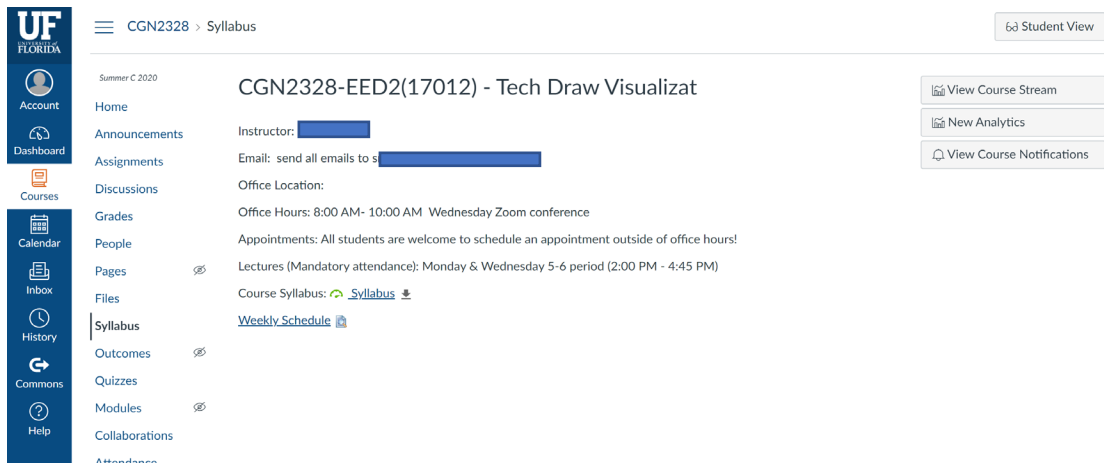 UF
UNIVERSITY of
FLORIDA
Account
Dashboard
Courses
Calendar
Inbox
History
Commons
Help
CGN2328 > Syllabus
Student View
Summer C 2020
Home
Announcements
Assignments
Discussions
Grades
People
Pages
Files
Syllabus
Outcomes
Quizzes
Modules
Collaborations
Attendance
CGN2328-EED2(17012) - Tech Draw Visualizat
Instructor:
Email: send all emails to s
Office Location:
Office Hours: 8:00 AM- 10:00 AM Wednesday Zoom conference
Appointments: All students are welcome to schedule an appointment outside of office hours!
Lectures (Mandatory attendance): Monday & Wednesday 5-6 period (2:00 PM - 4:45 PM)
Course Syllabus: Syllabus
Weekly Schedule
View Course Stream
New Analytics
View Course Notifications